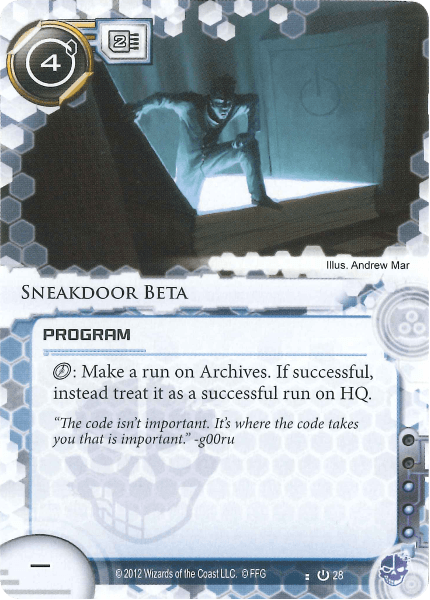 4
2
Illus. Andrew Mar
SNEAKDOOR BETA
PROGRAM
: Make a run on Archives. If successful,
instead treat it as a successful run on HQ.
“The code isn't important. It's where the code takes
you that is important.” -g00ru
–
© 2012 Wizards of the Coast LLC. © FFG
28